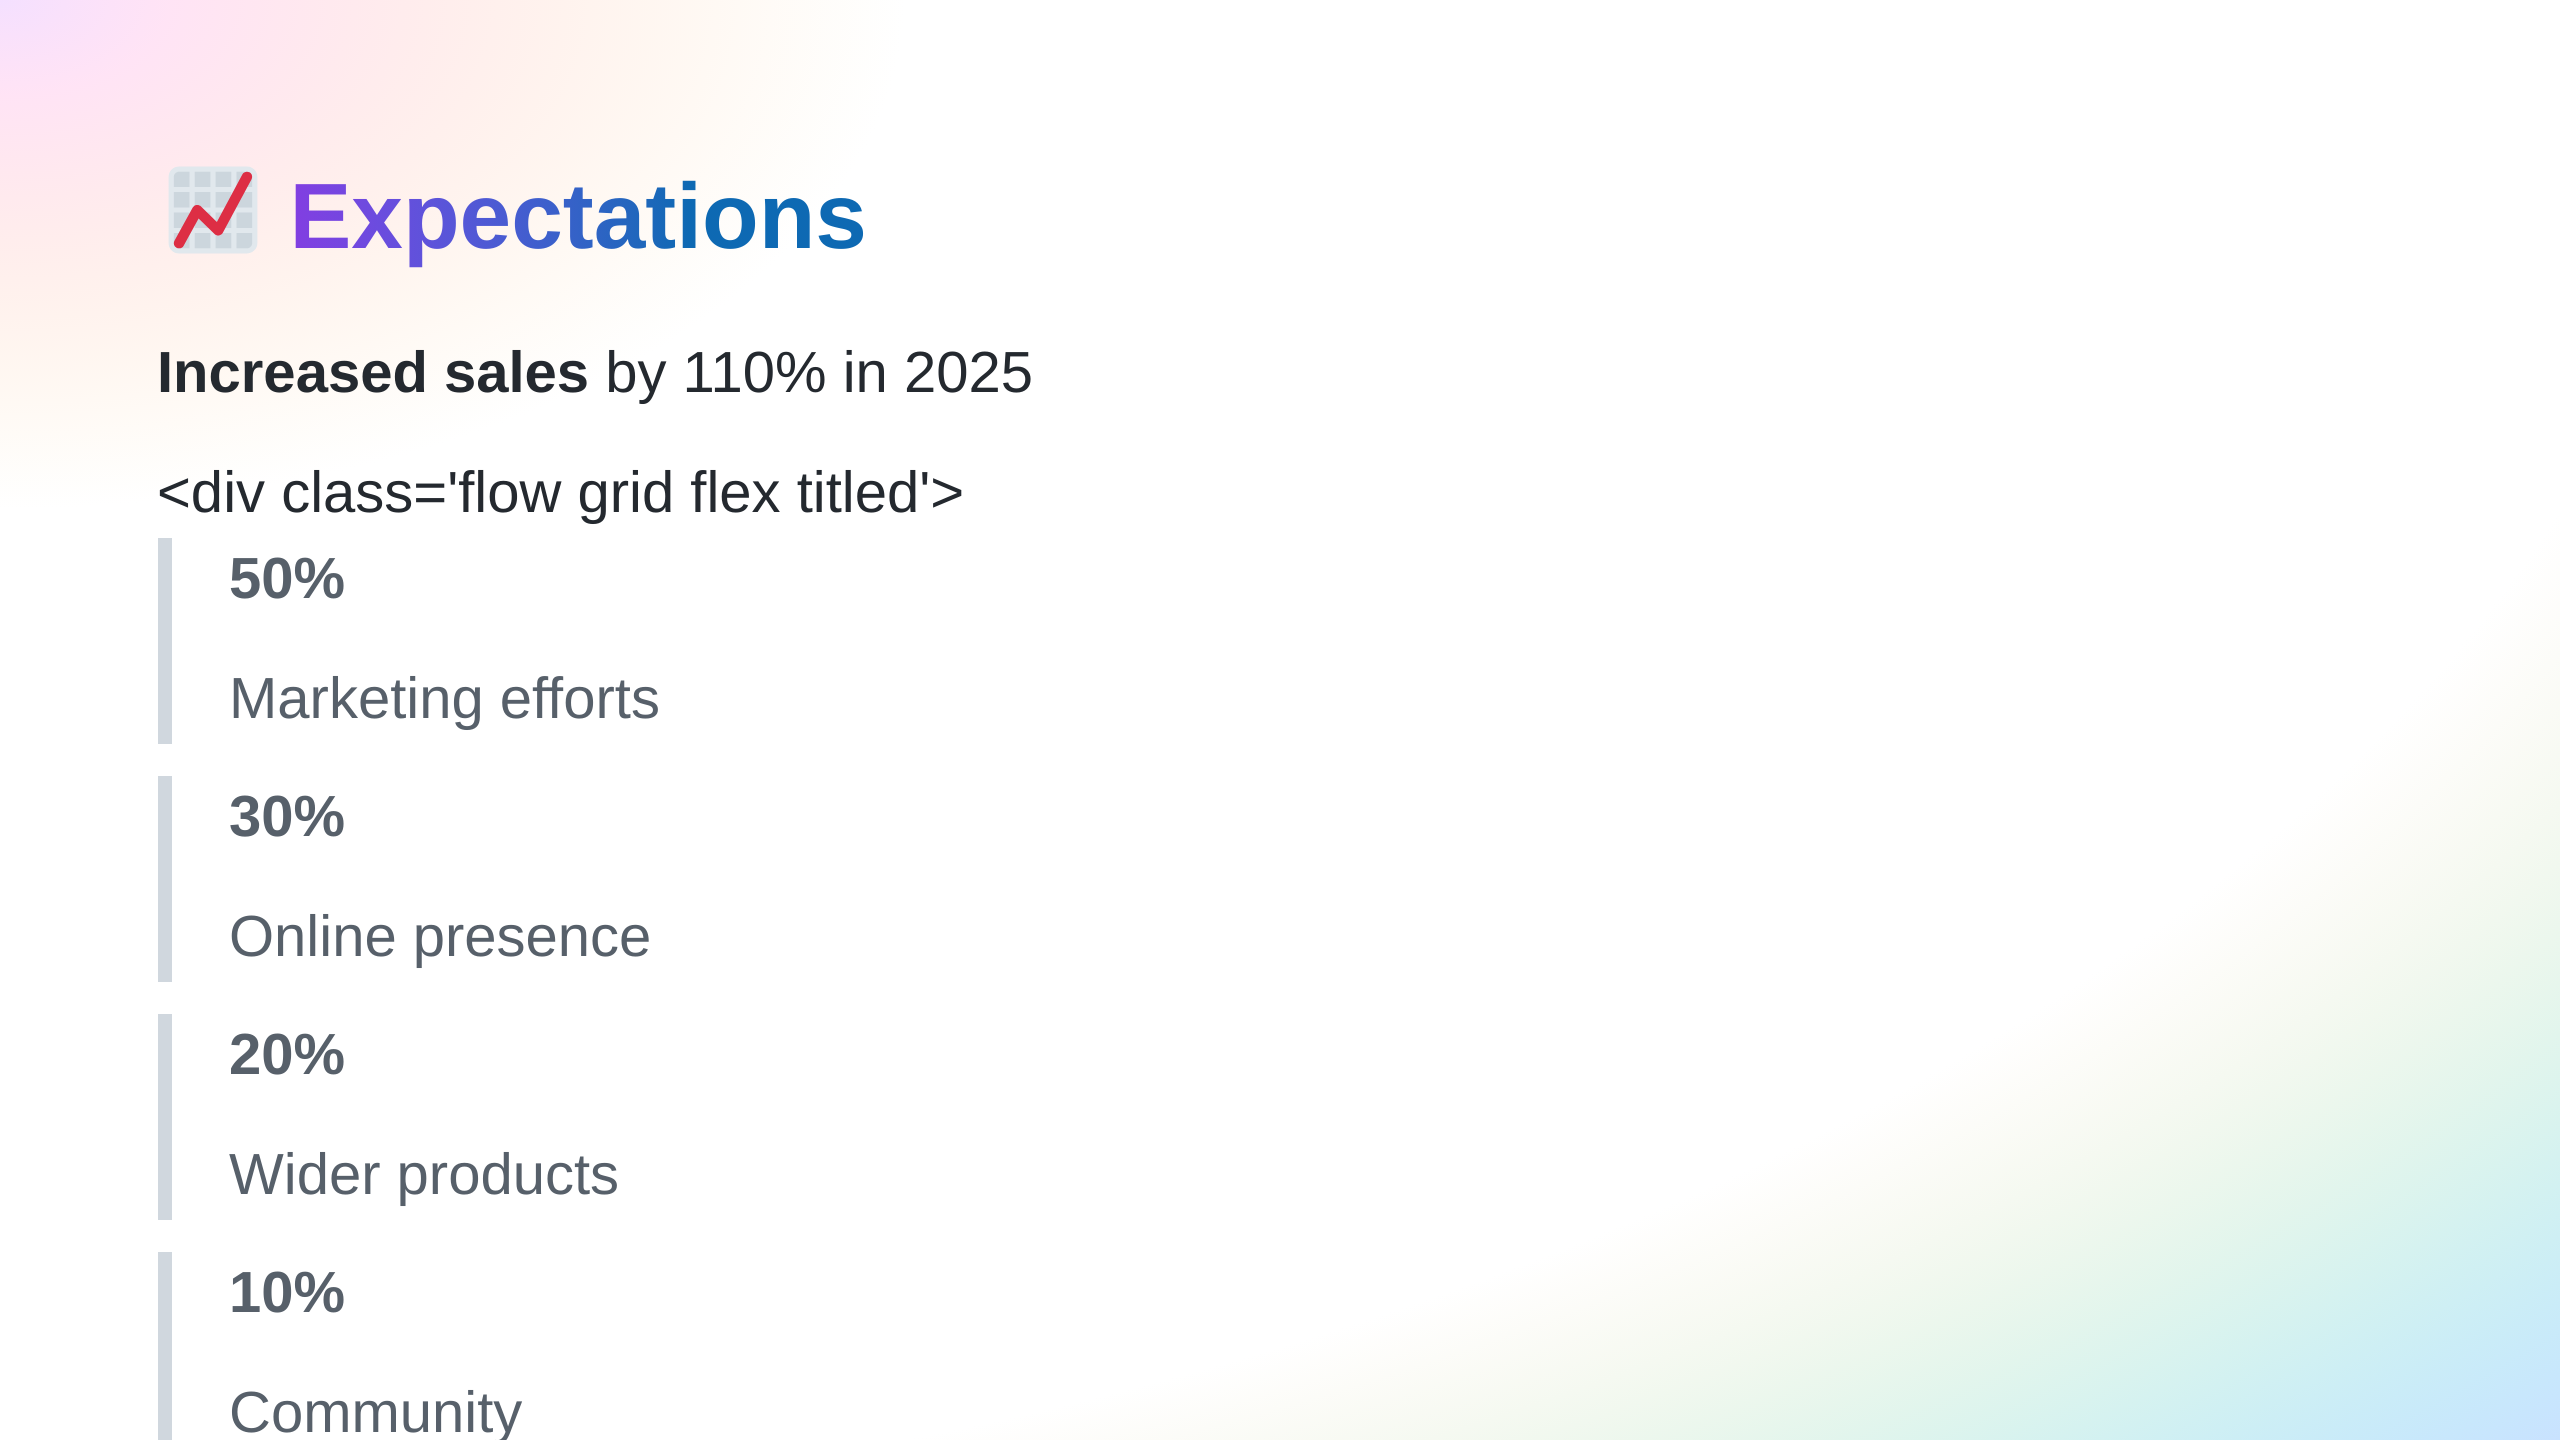 Expectations
Increased sales by 110% in 2025
<div class='flow grid flex titled'>
50%
Marketing efforts
30%
Online presence
20%
Wider products
10%
Community